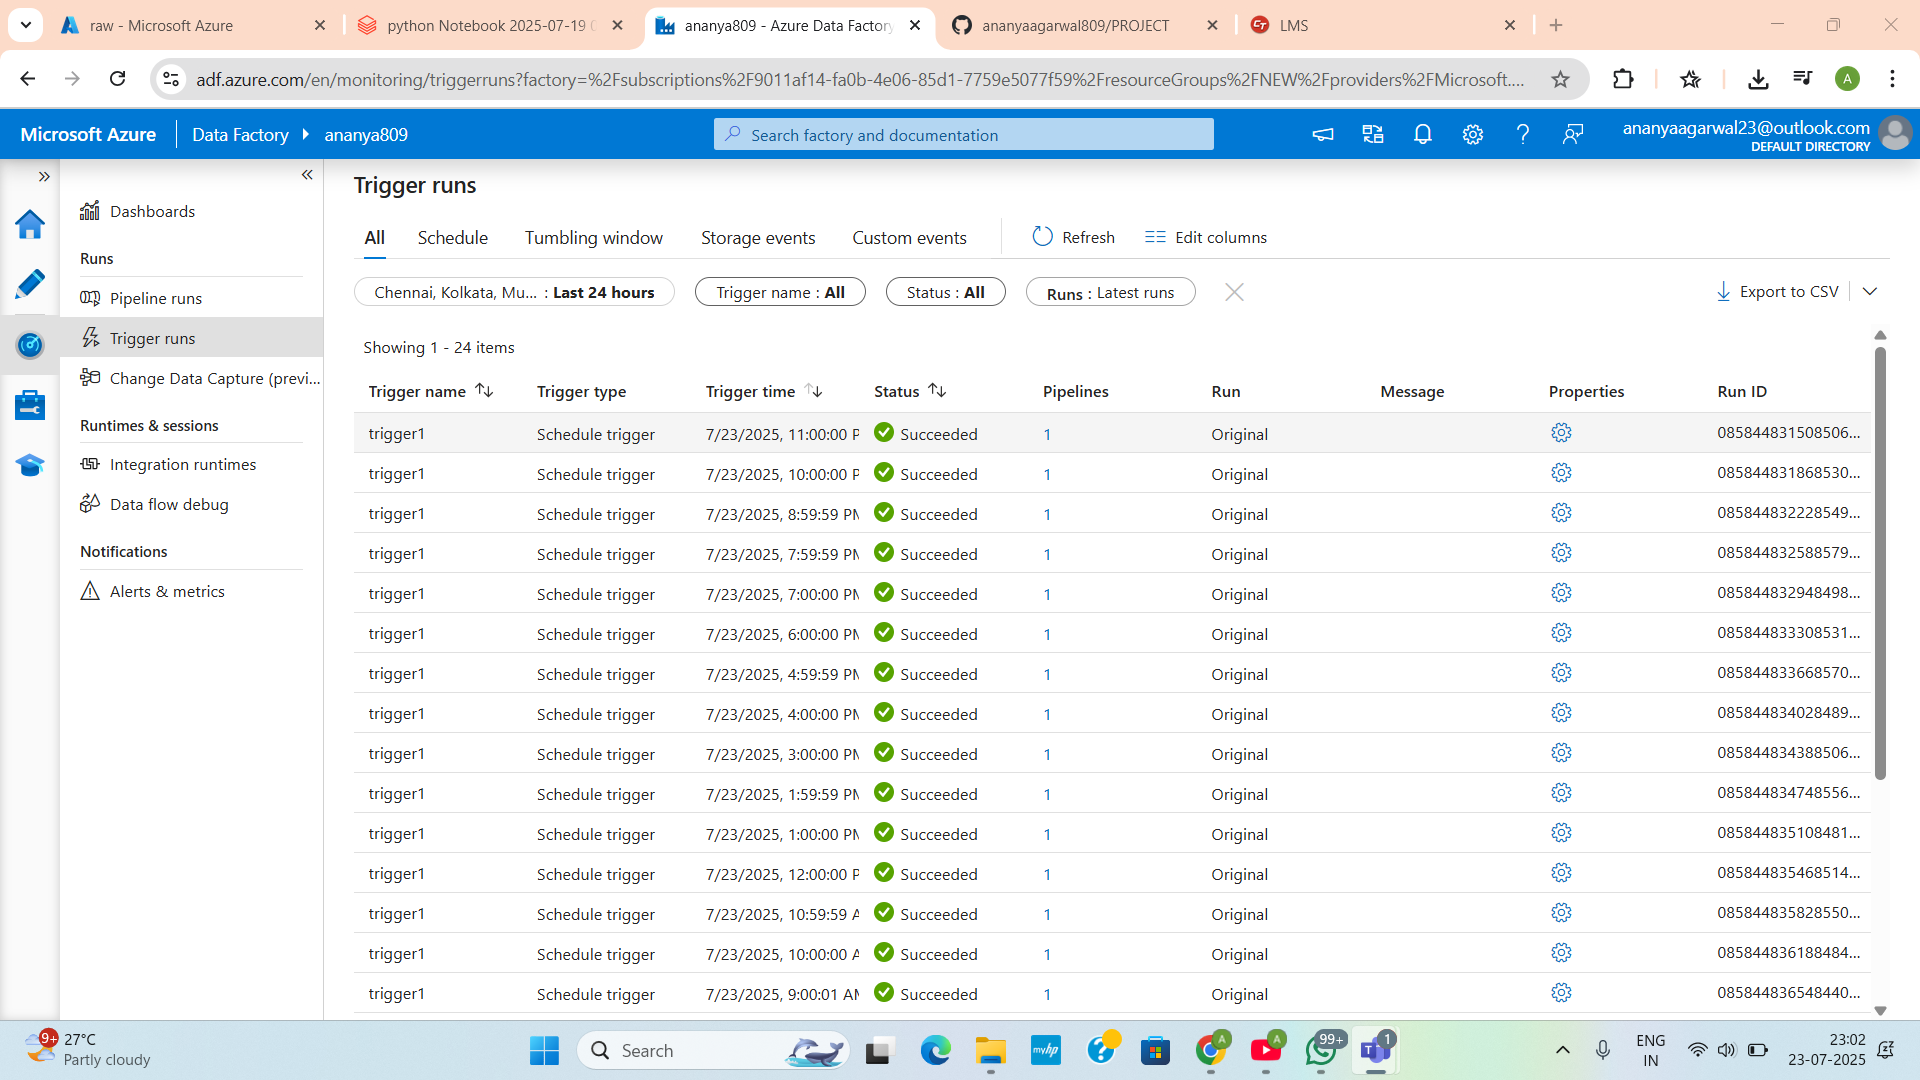 raw - Microsoft Azure
python Notebook 2025-07-19
ananya809 - Azure Data Factory
ananyaagarwal809/PROJECT
LMS
adf.azure.com/en/monitoring/triggerruns?factory=%2Fsubscriptions%2F9011af14-fa0b-4e06-85d1-7759e5077f59%2FresourceGroups%2FNEW%2Fproviders%2FMicrosoft....
A
Microsoft Azure
Data Factory
ananya809
Search factory and documentation
ananyaagarwal23@outlook.com
DEFAULT DIRECTORY
Dashboards
Runs
Pipeline runs
Trigger runs
Change Data Capture (previ...
Runtimes & sessions
Integration runtimes
Data flow debug
Notifications
Alerts & metrics
Trigger runs
All Schedule Tumbling window Storage events Custom events Refresh Edit columns
Chennai, Kolkata, Mu... : Last 24 hours Trigger name : All Status : All Runs : Latest runs Export to CSV
Showing 1 - 24 items
Trigger name Trigger type Trigger time Status Pipelines Run Message Properties Run ID
trigger1 Schedule trigger 7/23/2025, 11:00:00 P Succeeded 1 Original 085844831508506...
trigger1 Schedule trigger 7/23/2025, 10:00:00 P Succeeded 1 Original 085844831868530...
trigger1 Schedule trigger 7/23/2025, 8:59:59 PM Succeeded 1 Original 085844832228549...
trigger1 Schedule trigger 7/23/2025, 7:59:59 PM Succeeded 1 Original 085844832588579...
trigger1 Schedule trigger 7/23/2025, 7:00:00 PM Succeeded 1 Original 085844832948498...
trigger1 Schedule trigger 7/23/2025, 6:00:00 PM Succeeded 1 Original 085844833308531...
trigger1 Schedule trigger 7/23/2025, 4:59:59 PM Succeeded 1 Original 085844833668570...
trigger1 Schedule trigger 7/23/2025, 4:00:00 PM Succeeded 1 Original 085844834028489...
trigger1 Schedule trigger 7/23/2025, 3:00:00 PM Succeeded 1 Original 085844834388506...
trigger1 Schedule trigger 7/23/2025, 1:59:59 PM Succeeded 1 Original 085844834748556...
trigger1 Schedule trigger 7/23/2025, 1:00:00 PM Succeeded 1 Original 085844835108481...
trigger1 Schedule trigger 7/23/2025, 12:00:00 P Succeeded 1 Original 085844835468514...
trigger1 Schedule trigger 7/23/2025, 10:59:59 A Succeeded 1 Original 085844835828550...
trigger1 Schedule trigger 7/23/2025, 10:00:00 A Succeeded 1 Original 085844836188484...
trigger1 Schedule trigger 7/23/2025, 9:00:01 AM Succeeded 1 Original 085844836548440...
9+
27°C
Partly cloudy
Search
myhp
A
A
99+
1
ENG
IN
23:02
23-07-2025